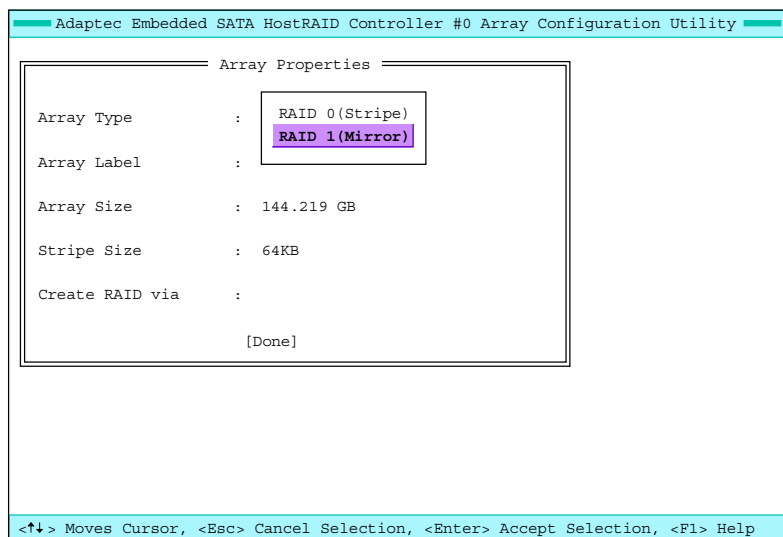 Adaptec Embedded SATA HostRAID Controller #0 Array Configuration Utility
Array Properties
Array Type : RAID 0(Stripe)
RAID 1(Mirror)
Array Label :
Array Size : 144.219 GB
Stripe Size : 64KB
Create RAID via :
[Done]
<↑↓> Moves Cursor, <Esc> Cancel Selection, <Enter> Accept Selection, <F1> Help